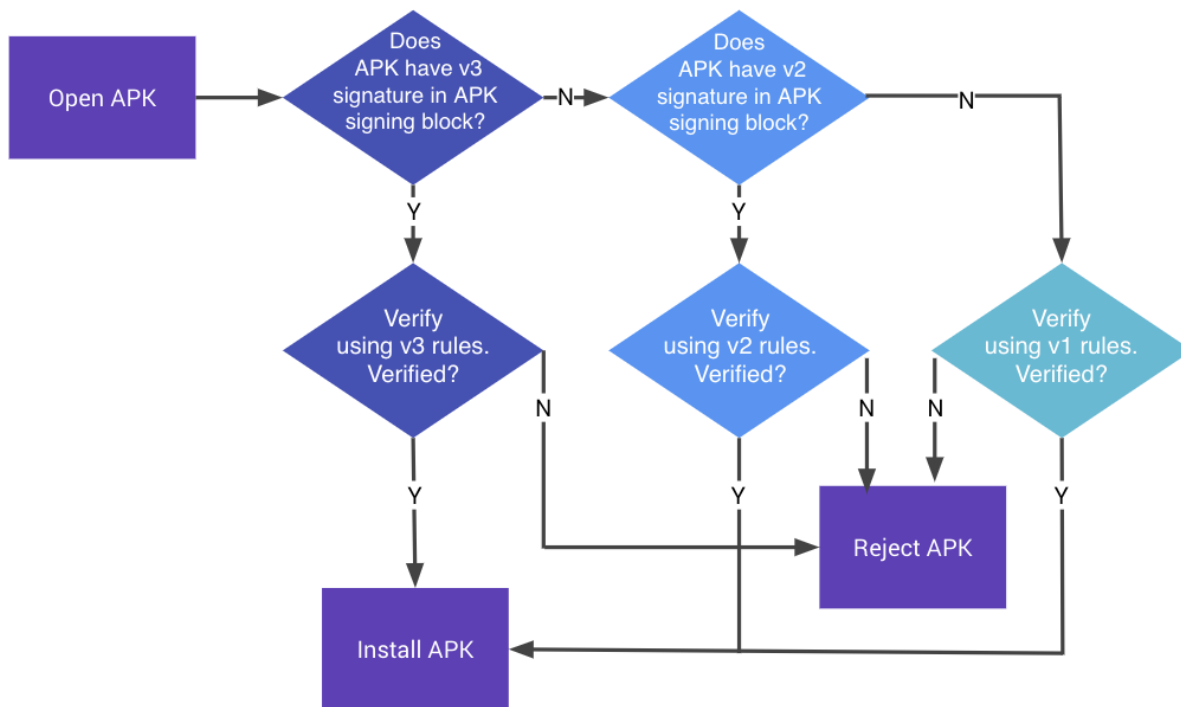 Open APK
Does
APK have v3
signature in APK
signing block?
N
Does
APK have v2
signature in APK
signing block?
N
Y
Y
Verify
using v3 rules.
Verified?
Verify
using v2 rules.
Verified?
Verify
using v1 rules.
Verified?
N
N
N
Y
Y
Y
Reject APK
Install APK